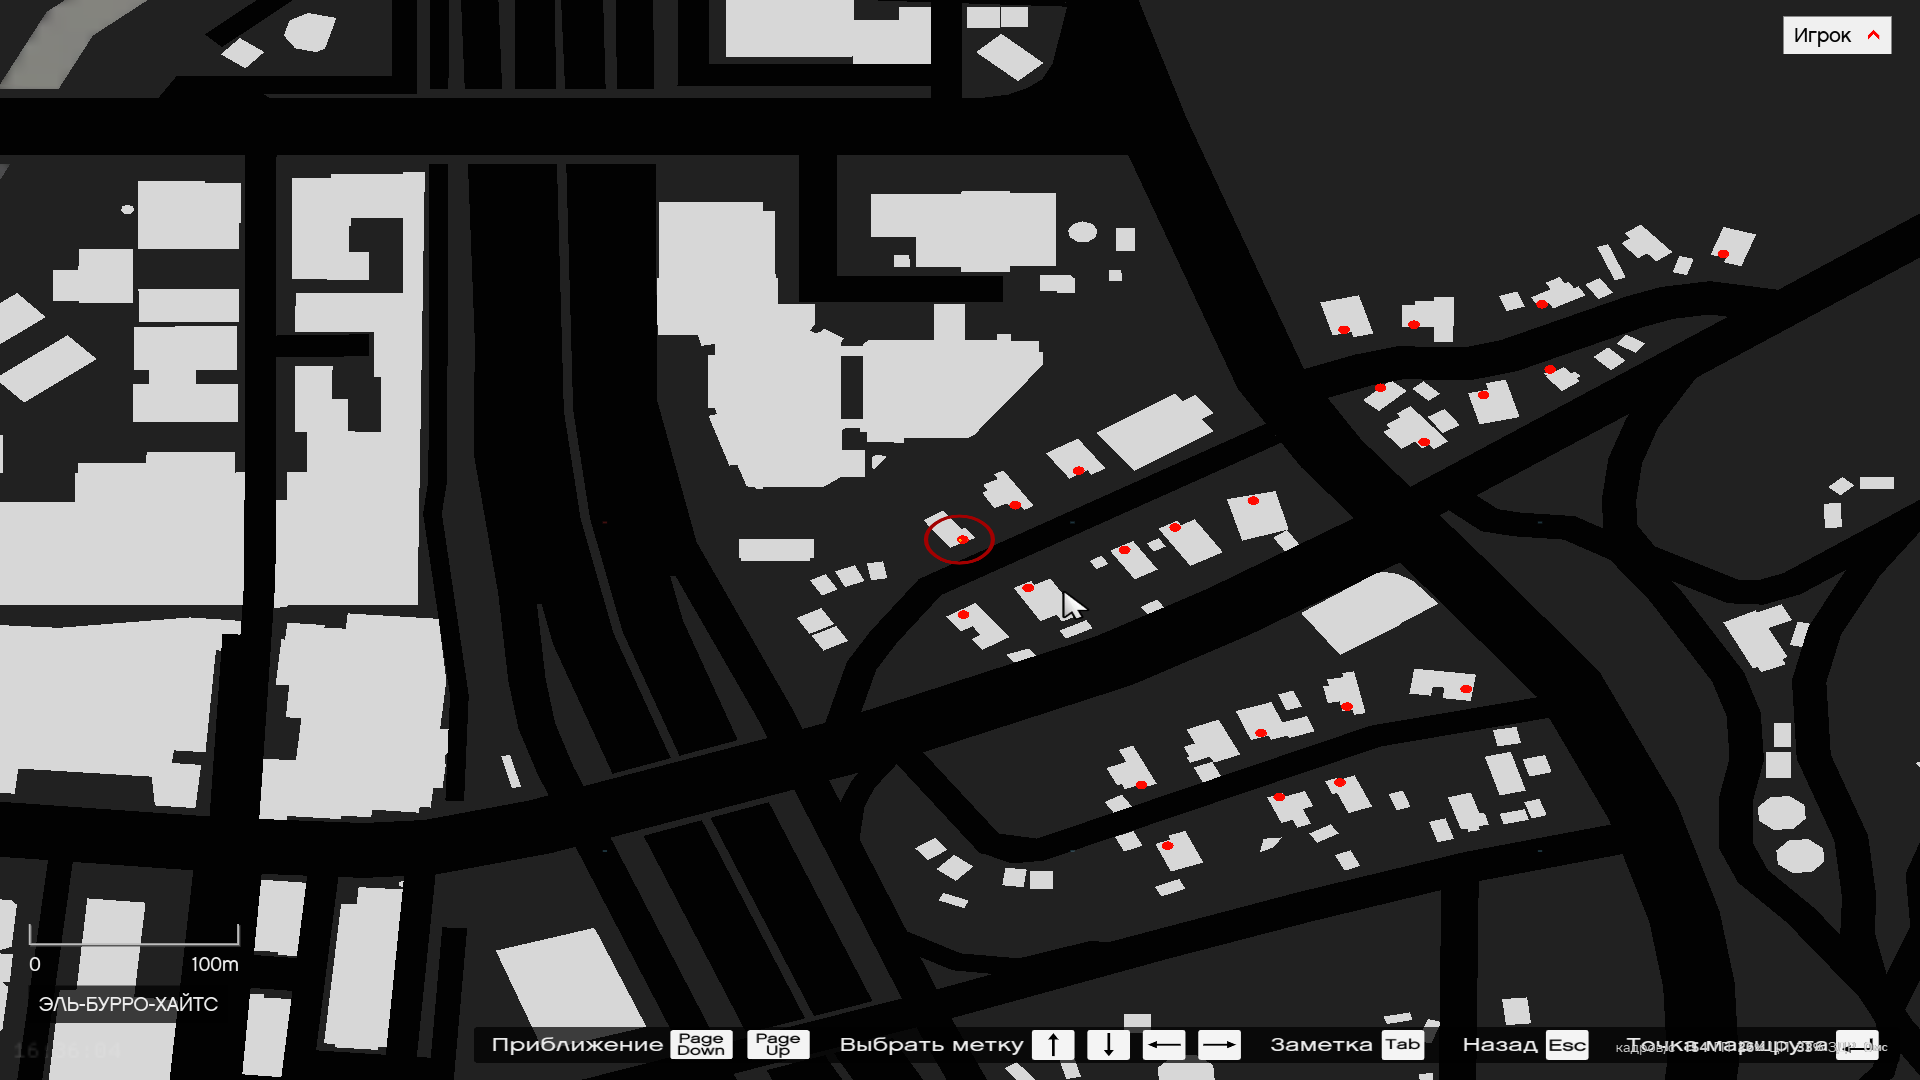 Игрок
0 100m
ЭЛЬ-БУРРО-ХАЙТС
Приближение Page Down Page Up Выбрать метку ↑ ↓ ← → Заметка Tab Назад Esc Точка маршрута